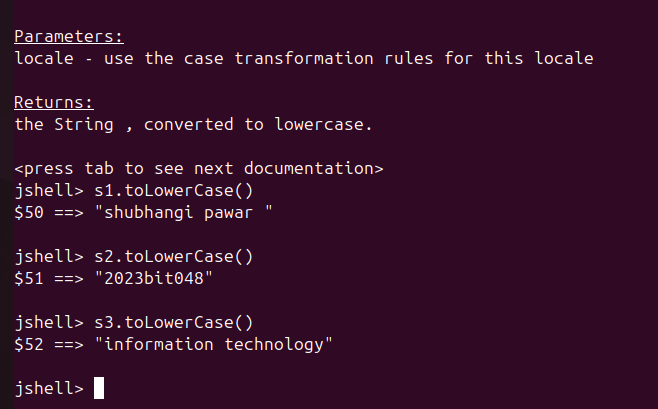 Parameters:
locale - use the case transformation rules for this locale
Returns:
the String , converted to lowercase.
<press tab to see next documentation>
jshell> s1.toLowerCase()
$50 ==> "shubhangi pawar "
jshell> s2.toLowerCase()
$51 ==> "2023bit048"
jshell> s3.toLowerCase()
$52 ==> "information technology"
jshell>